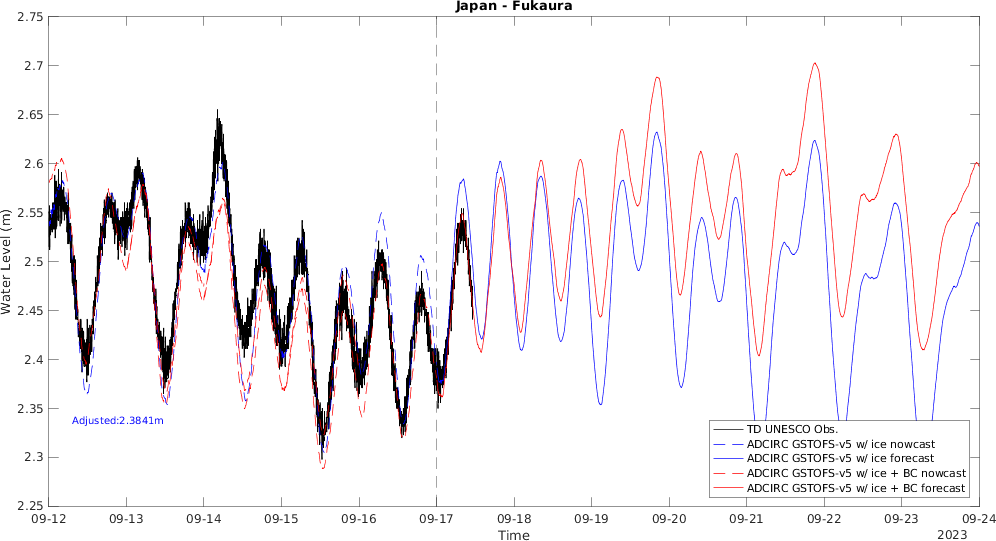 Japan - Fukaura
2.75
2.7
2.65
2.6
2.55
2.5
2.45
2.4
2.35
2.3
2.25
Water Level (m)
Adjusted:2.3841m
TD UNESCO Obs.
ADCIRC GSTOFS-v5 w/ ice nowcast
ADCIRC GSTOFS-v5 w/ ice forecast
ADCIRC GSTOFS-v5 w/ ice + BC nowcast
ADCIRC GSTOFS-v5 w/ ice + BC forecast
09-12 09-13 09-14 09-15 09-16 09-17 09-18 09-19 09-20 09-21 09-22 09-23 09-24
Time
2023